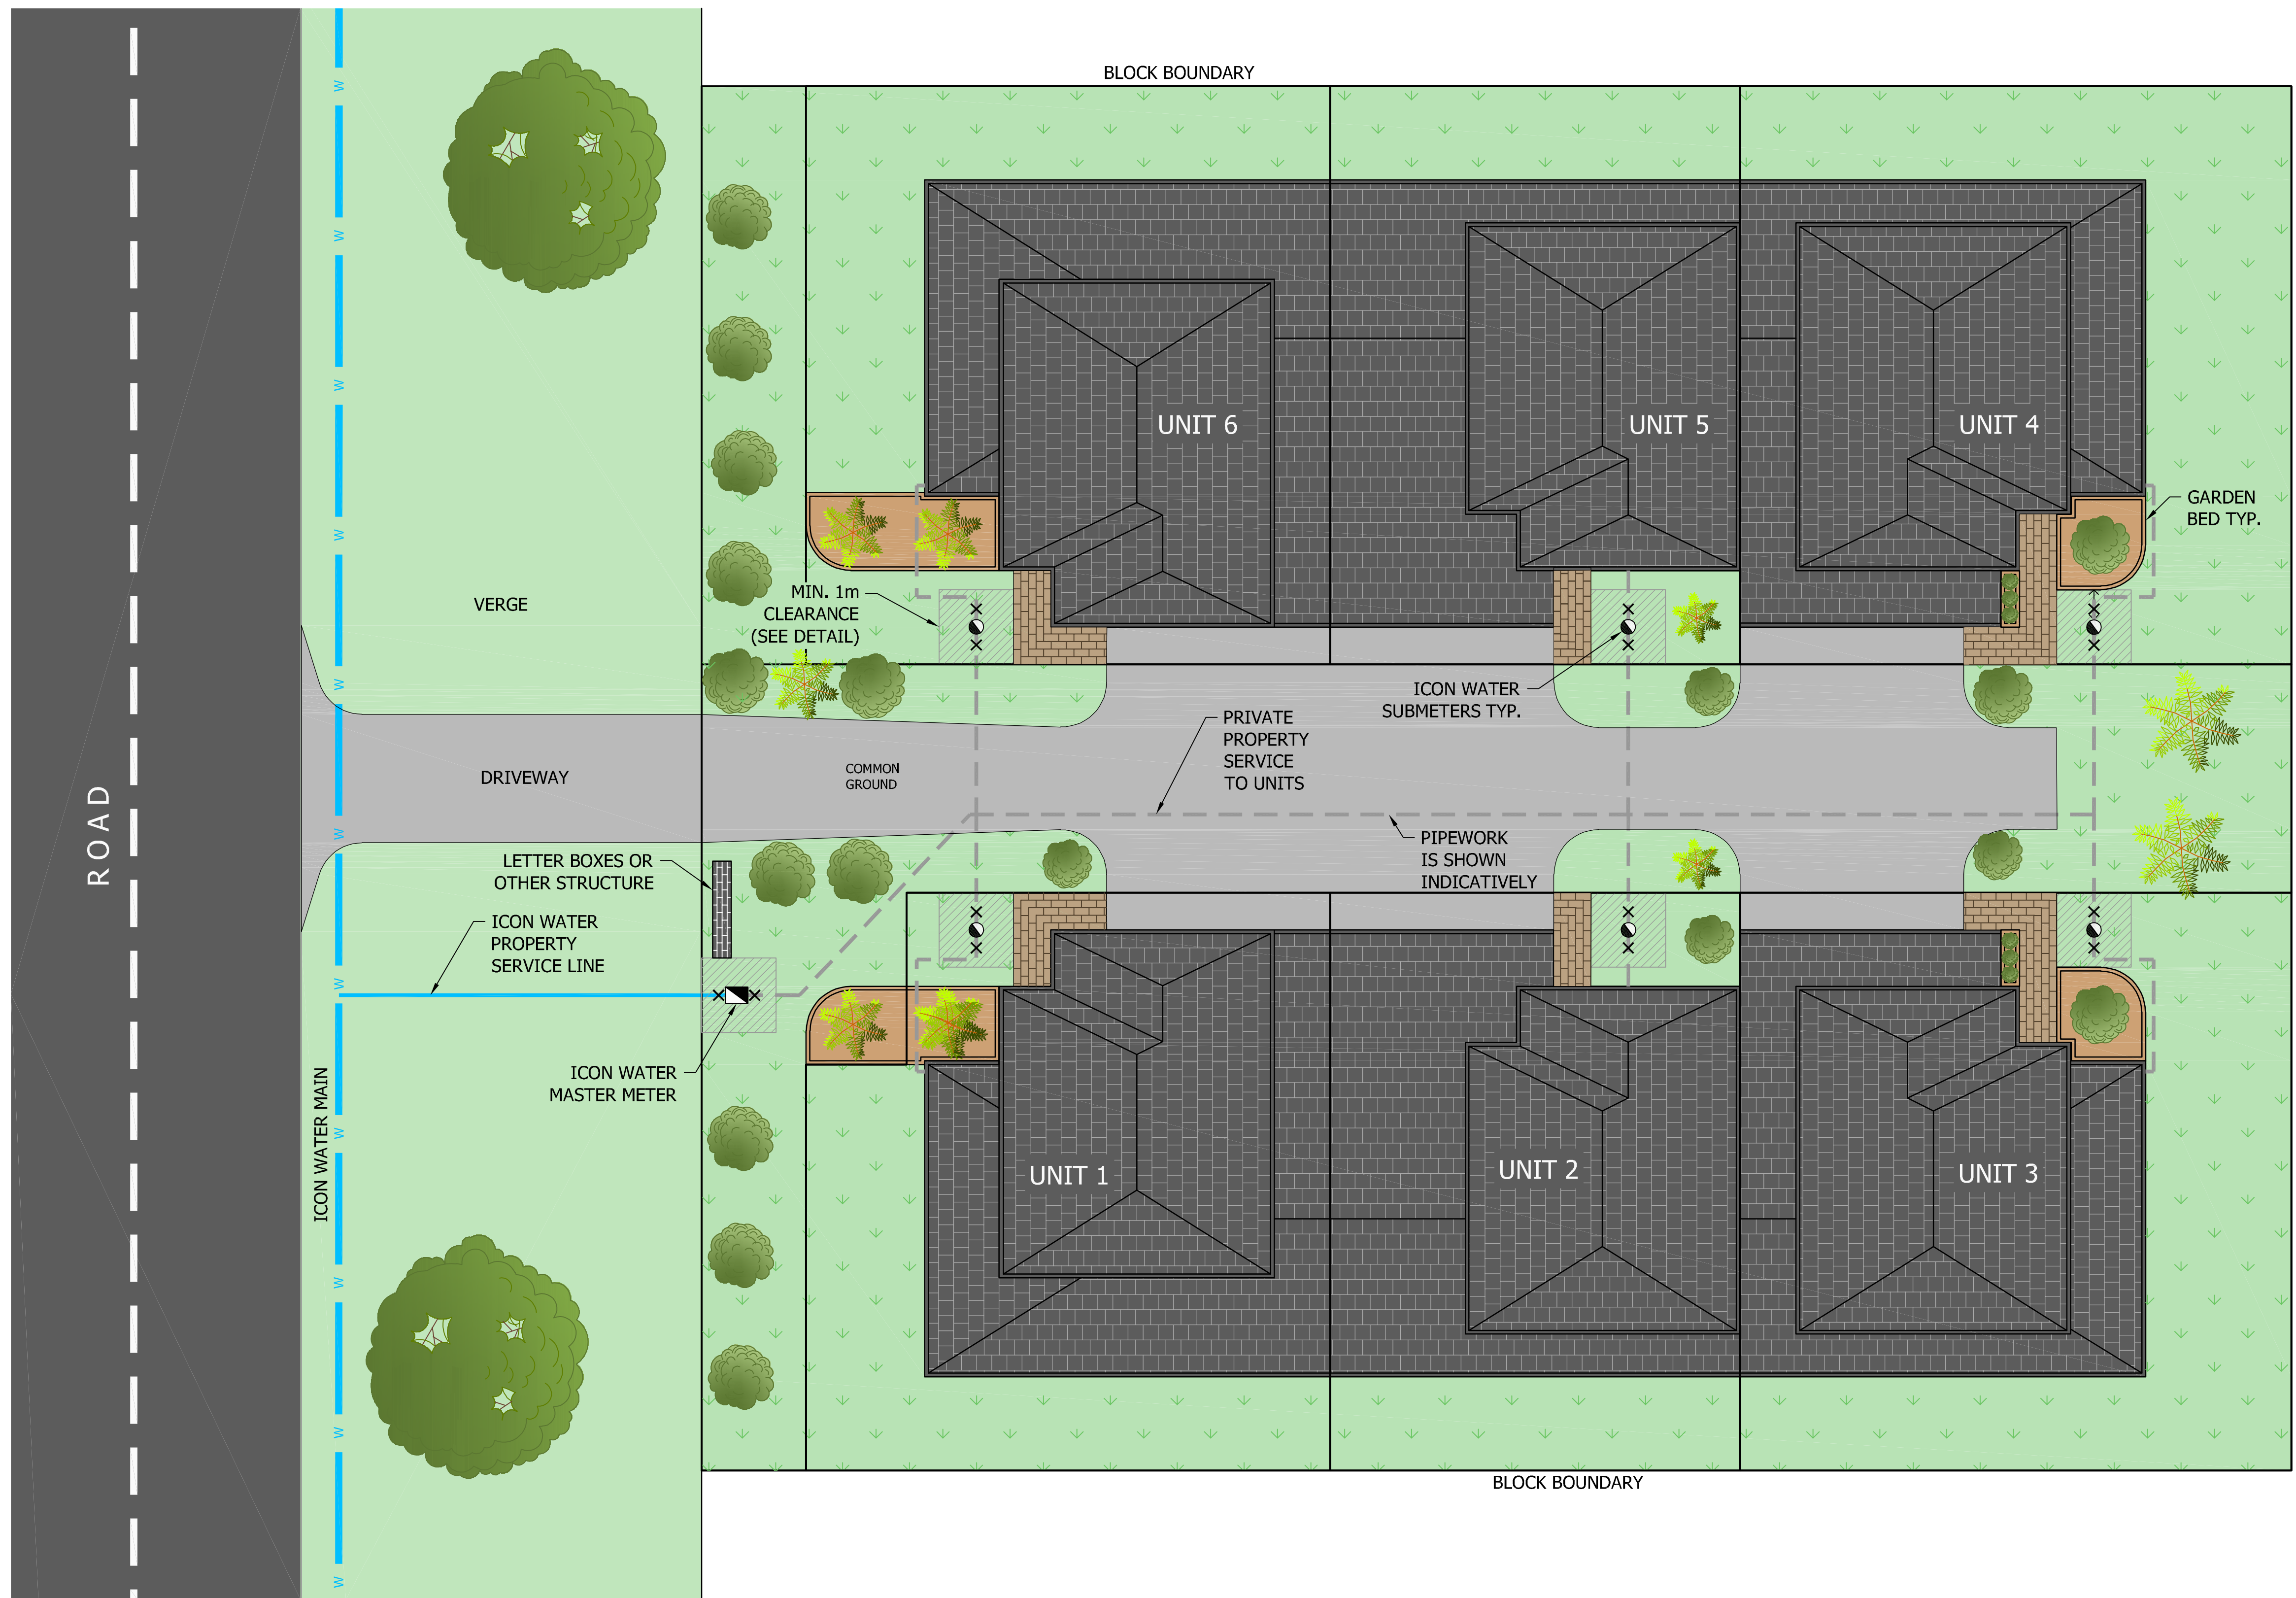 BLOCK BOUNDARY
UNIT 6
UNIT 5
UNIT 4
GARDEN
BED TYP.
MIN. 1m
CLEARANCE
(SEE DETAIL)
VERGE
ICON WATER
SUBMETERS TYP.
PRIVATE
PROPERTY
SERVICE
TO UNITS
COMMON
GROUND
DRIVEWAY
ROAD
PIPEWORK
IS SHOWN
INDICATIVELY
LETTER BOXES OR
OTHER STRUCTURE
ICON WATER
PROPERTY
SERVICE LINE
ICON WATER
MASTER METER
ICON WATER MAIN
W
W
W
W
W
W
W
W
W
W
W
UNIT 1
UNIT 2
UNIT 3
BLOCK BOUNDARY